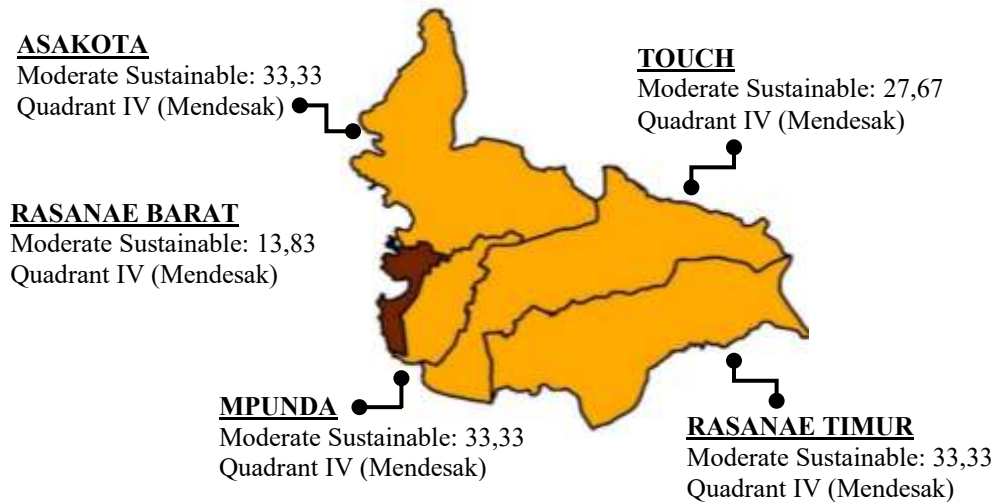 ASAKOTA
Moderate Sustainable: 33,33
Quadrant IV (Mendesak)
TOUCH
Moderate Sustainable: 27,67
Quadrant IV (Mendesak)
RASANAE BARAT
Moderate Sustainable: 13,83
Quadrant IV (Mendesak)
MPUNDA
Moderate Sustainable: 33,33
Quadrant IV (Mendesak)
RASANAE TIMUR
Moderate Sustainable: 33,33
Quadrant IV (Mendesak)